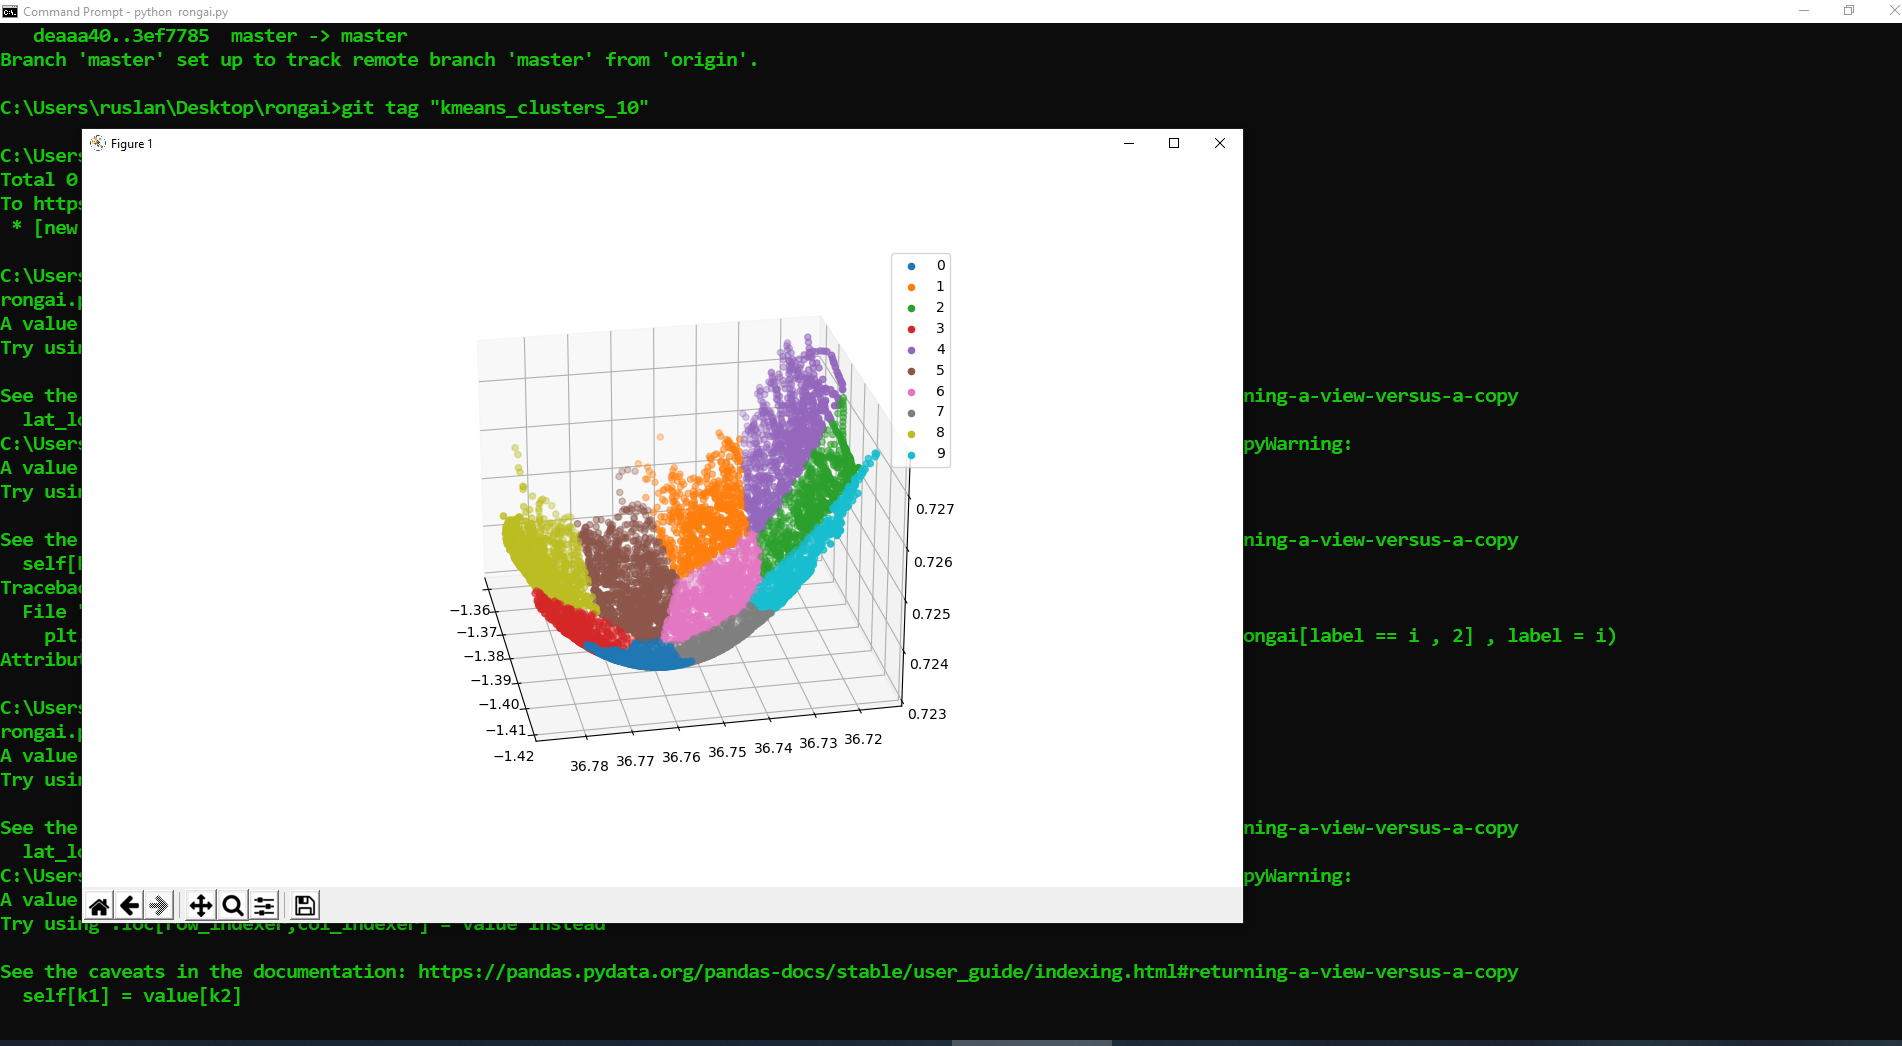 Command Prompt - python rongai.py
deaaa40..3ef7785 master -> master
Branch 'master' set up to track remote branch 'master' from 'origin'.
C:\Users\ruslan\Desktop\rongai>git tag "kmeans_clusters_10"
Figure 1
C:\Users
Total 0
To https
* [new
C:\Users
rongai.p
A value
Try usin
See the
ning-a-view-versus-a-copy
lat_lo
C:\Users
pyWarning:
A value
Try usin
See the
ning-a-view-versus-a-copy
self[k
Traceba
File "
plt
ongai[label == i , 2] , label = i)
Attribut
C:\Users
rongai.p
A value
Try usin
See the
ning-a-view-versus-a-copy
lat_lo
C:\Users
pyWarning:
A value
Try using .loc[row_indexer,col_indexer] = value instead
See the caveats in the documentation: https://pandas.pydata.org/pandas-docs/stable/user_guide/indexing.html#returning-a-view-versus-a-copy
self[k1] = value[k2]
0
1
2
3
4
5
6
7
8
9
0.727
0.726
0.725
0.724
0.723
−1.36
−1.37
−1.38
−1.39
−1.40
−1.41
−1.42
36.78
36.77
36.76
36.75
36.74
36.73
36.72